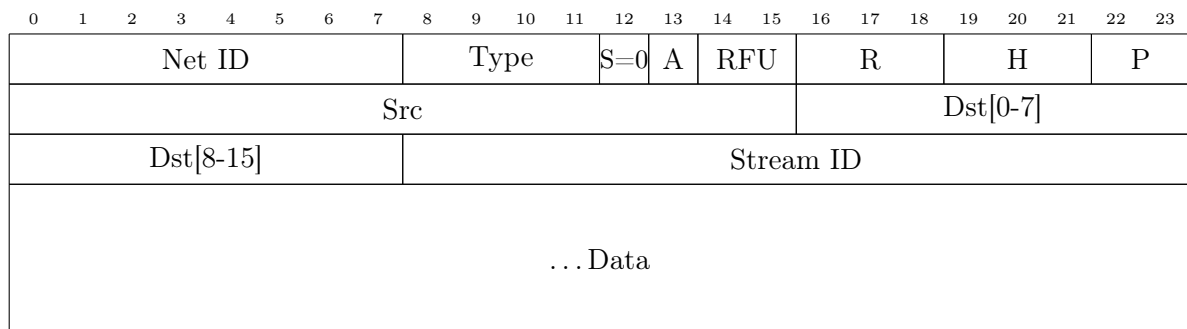 0 1 2 3 4 5 6 7 8 9 10 11 12 13 14 15 16 17 18 19 20 21 22 23
Net ID Type S=0 A RFU R H P
Src Dst[0-7]
Dst[8-15] Stream ID
...Data